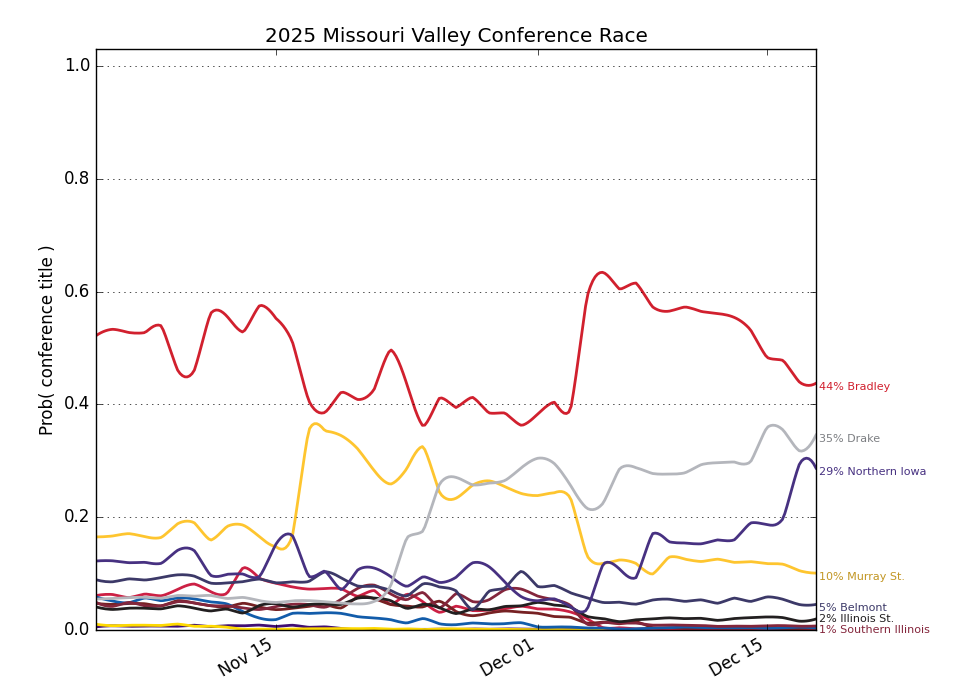 2025 Missouri Valley Conference Race
Prob( conference title )
1.0
0.8
0.6
0.4
0.2
0.0
Nov 15
Dec 01
Dec 15
44% Bradley
35% Drake
29% Northern Iowa
10% Murray St.
5% Belmont
2% Illinois St.
1% Southern Illinois